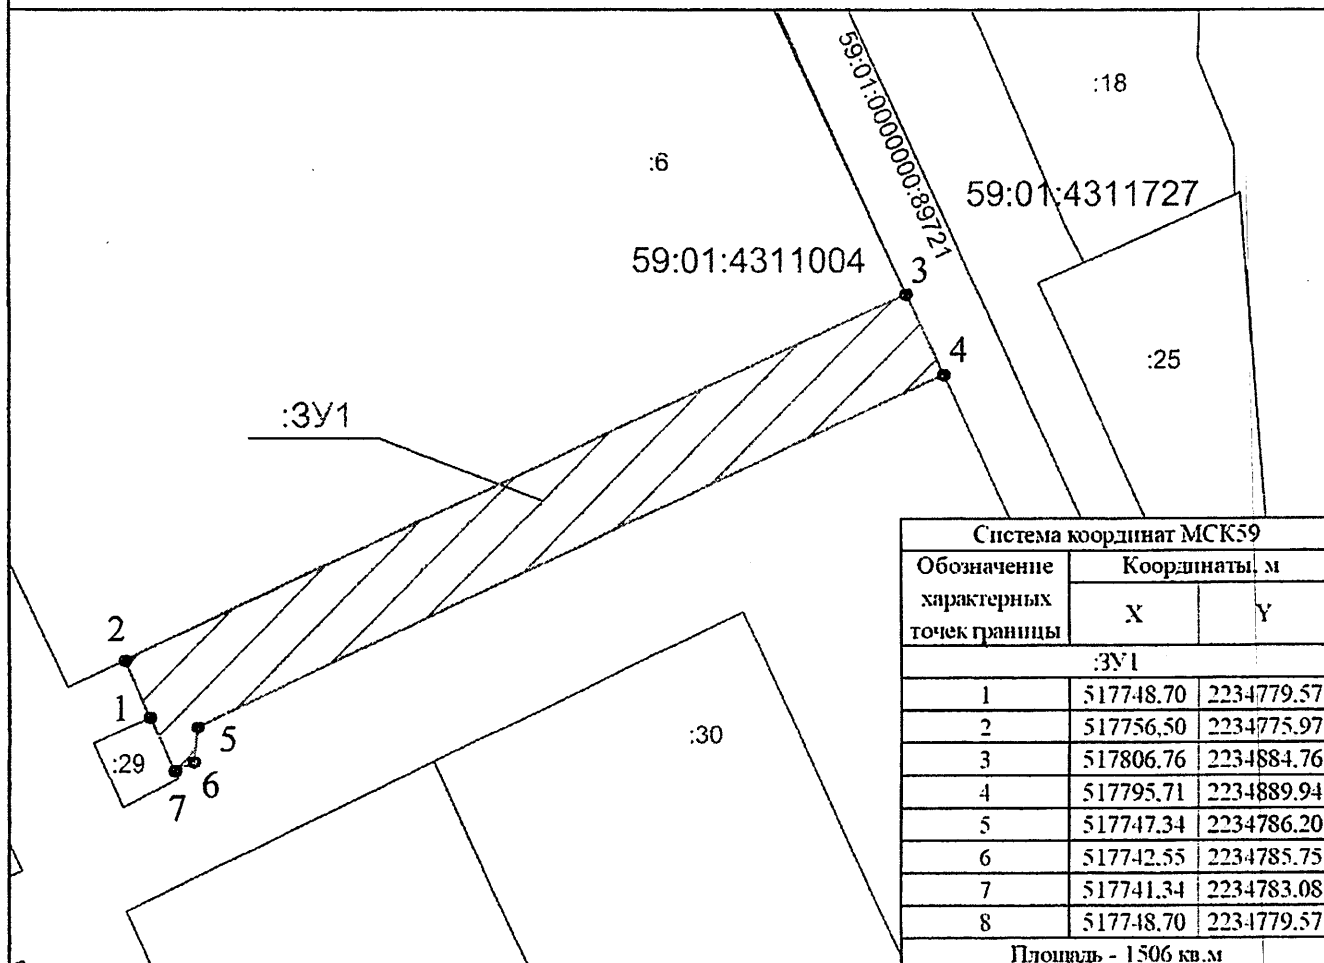 :18
59:01:0000000:89721
:6
59:01:4311727
59:01:4311004
3
4
:25
:ЗУ1
2
1
5
:29
6
7
:30
Система координат МСК59
Обозначение характерных точек границы
Координаты, м
X Y
:ЗУ1
1 517748.70 2234779.57
2 517756,50 2234775.97
3 517806.76 2234884.76
4 517795.71 2234889.94
5 517747.34 2234786.20
6 517742.55 2234785.75
7 517741.34 2234783.08
8 517748.70 2234779.57
Площадь - 1506 кв.м